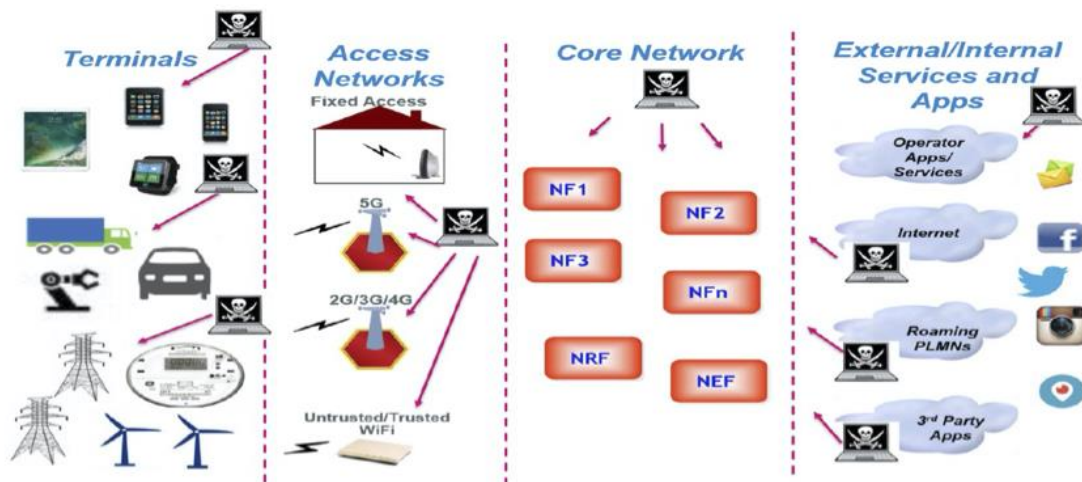 Terminals
Access
Networks
Fixed Access
5G
2G/3G/4G
Untrusted/Trusted
WiFi
Core Network
NF1
NF2
NF3
NFn
NRF
NEF
External/Internal
Services and
Apps
Operator
Apps/
Services
Internet
Roaming
PLMNs
3rd Party
Apps